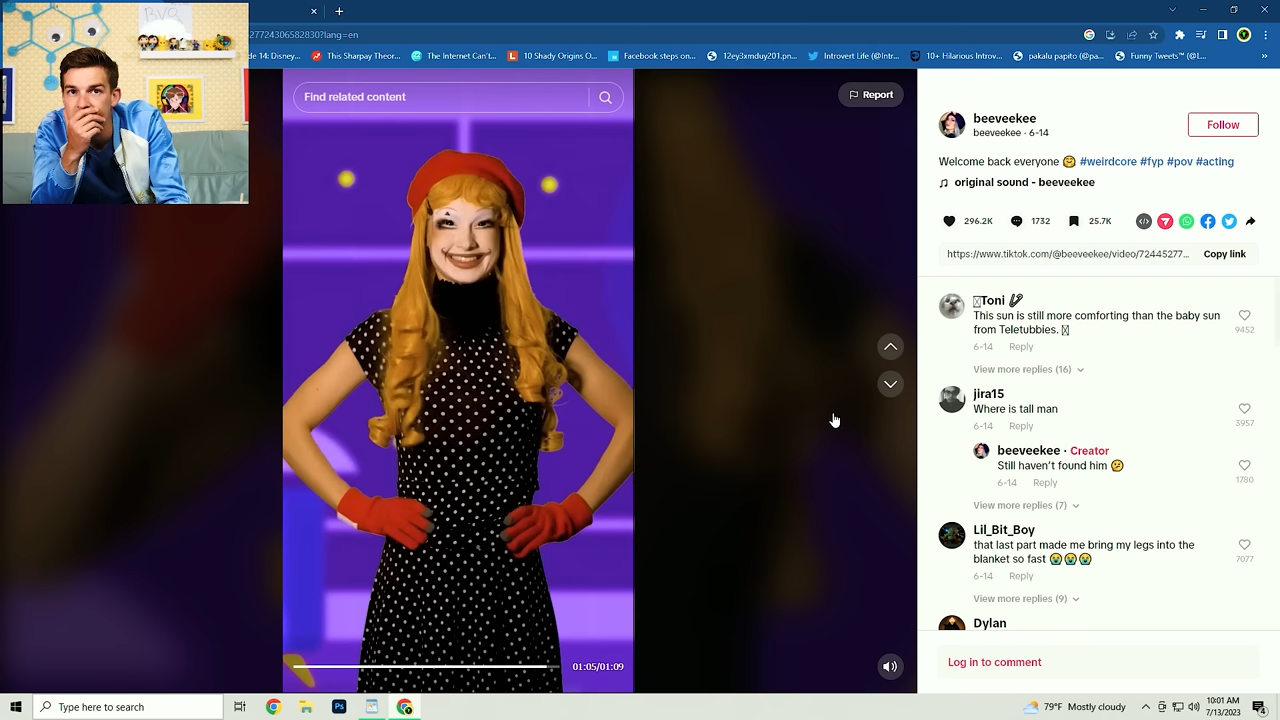 BVO
277243065828307lang=en
de 14: Disney...
This Sharpay Theor...
The Internet Can't...
10 Shady Origins O...
Facebook steps on...
12ey3xmduy201.pn...
Introvert Life (@Intr...
10+ Hilarious Introv...
pakalu papito (@pa...
Funny Tweets™ (@L...
»
Find related content
Report
beeveekee
beeveekee · 6-14
Follow
Welcome back everyone 🤗 #weirdcore #fyp #pov #acting
♫ original sound - beeveekee
296.2K
1732
25.7K
https://www.tiktok.com/@beeveekee/video/72445277...
Copy link
Toni
This sun is still more comforting than the baby sun
from Teletubbies.
9452
6-14 Reply
View more replies (16)
jira15
Where is tall man
3957
6-14 Reply
beeveekee · Creator
Still haven't found him 😕
1780
6-14 Reply
View more replies (7)
Lil_Bit_Boy
that last part made me bring my legs into the
blanket so fast 😭😭😭
7077
6-14 Reply
View more replies (9)
Dylan
01:05/01:09
Log in to comment
Type here to search
79°F Mostly cloudy
10:01 AM
7/13/2023
4